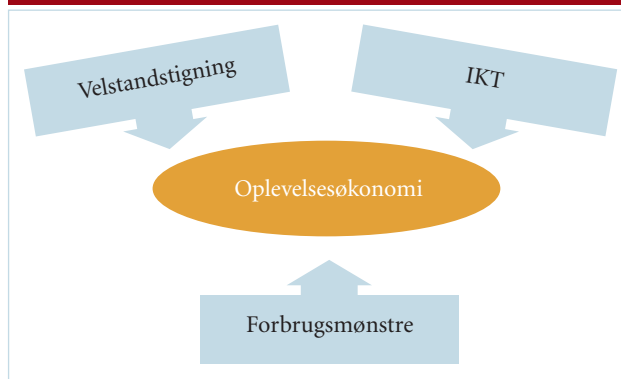 Velstandstigning
IKT
Oplevelsesøkonomi
Forbrugsmønstre